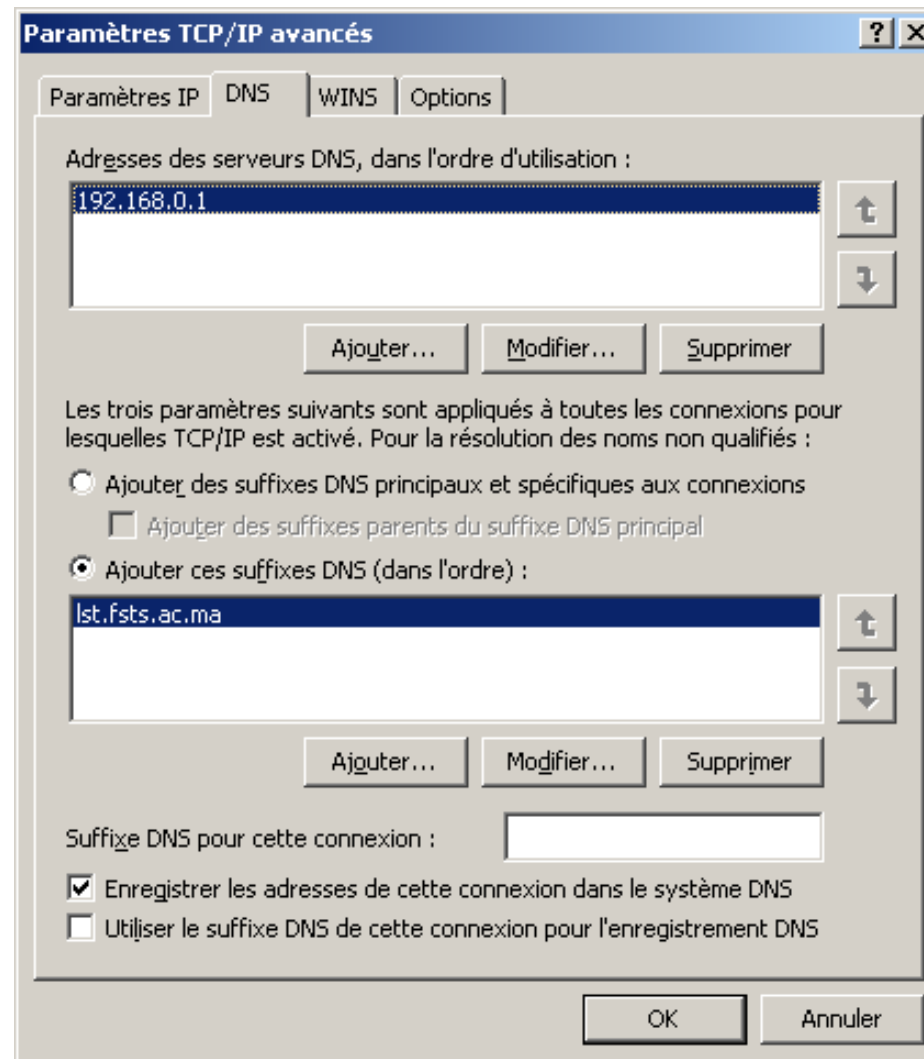 Paramètres TCP/IP avancés
Paramètres IP DNS WINS Options
Adresses des serveurs DNS, dans l'ordre d'utilisation :
192.168.0.1
Ajouter... Modifier... Supprimer
Les trois paramètres suivants sont appliqués à toutes les connexions pour
lesquelles TCP/IP est activé. Pour la résolution des noms non qualifiés :
Ajouter des suffixes DNS principaux et spécifiques aux connexions
Ajouter des suffixes parents du suffixe DNS principal
Ajouter ces suffixes DNS (dans l'ordre) :
lst.fsts.ac.ma
Ajouter... Modifier... Supprimer
Suffixe DNS pour cette connexion :
Enregistrer les adresses de cette connexion dans le système DNS
Utiliser le suffixe DNS de cette connexion pour l'enregistrement DNS
OK Annuler